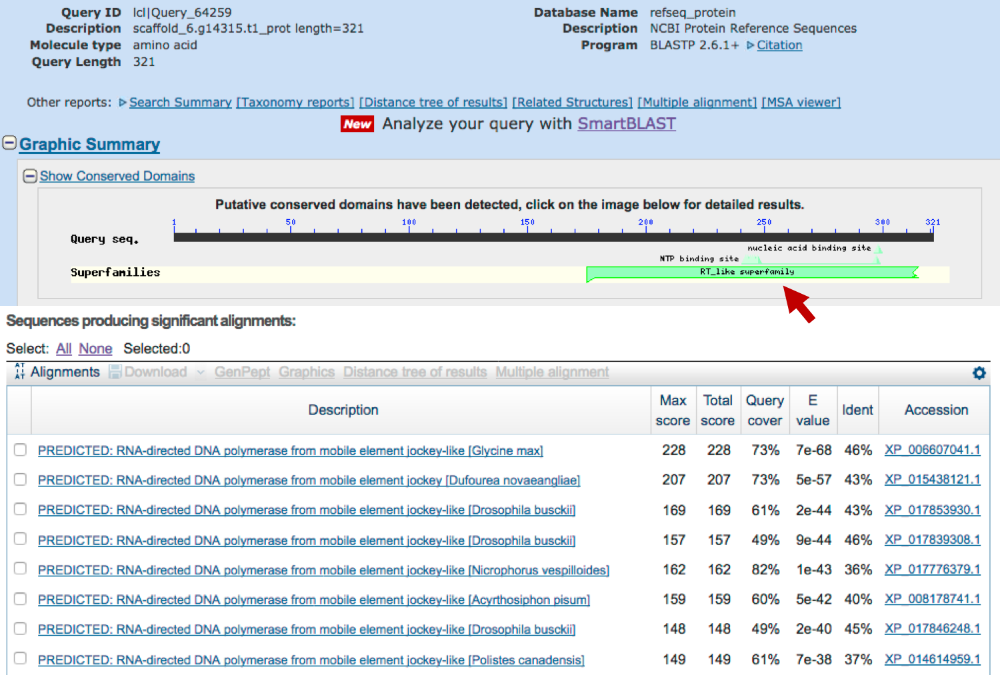 Query ID lcl|Query_64259
Description scaffold_6.g14315.t1_prot length=321
Molecule type amino acid
Query Length 321
Database Name refseq_protein
Description NCBI Protein Reference Sequences
Program BLASTP 2.6.1+ Citation
Other reports: Search Summary [Taxonomy reports] [Distance tree of results] [Related Structures] [Multiple alignment] [MSA viewer]
New Analyze your query with SmartBLAST
Graphic Summary
Show Conserved Domains
Putative conserved domains have been detected, click on the image below for detailed results.
1 50 100 150 200 250 300 321
Query seq.
nucleic acid binding site
NTP binding site
Superfamilies RT_like superfamily
Sequences producing significant alignments:
Select: All None Selected:0
AT AT Alignments Download GenPept Graphics Distance tree of results Multiple alignment
Description Max score Total score Query cover E value Ident Accession
PREDICTED: RNA-directed DNA polymerase from mobile element jockey-like [Glycine max] 228 228 73% 7e-68 46% XP_006607041.1
PREDICTED: RNA-directed DNA polymerase from mobile element jockey [Dufourea novaeangliae] 207 207 73% 5e-57 43% XP_015438121.1
PREDICTED: RNA-directed DNA polymerase from mobile element jockey-like [Drosophila busckii] 169 169 61% 2e-44 43% XP_017853930.1
PREDICTED: RNA-directed DNA polymerase from mobile element jockey-like [Drosophila busckii] 157 157 49% 9e-44 46% XP_017839308.1
PREDICTED: RNA-directed DNA polymerase from mobile element jockey-like [Nicrophorus vespilloides] 162 162 82% 1e-43 36% XP_017776379.1
PREDICTED: RNA-directed DNA polymerase from mobile element jockey-like [Acyrthosiphon pisum] 159 159 60% 5e-42 40% XP_008178741.1
PREDICTED: RNA-directed DNA polymerase from mobile element jockey-like [Drosophila busckii] 148 148 49% 2e-40 45% XP_017846248.1
PREDICTED: RNA-directed DNA polymerase from mobile element jockey-like [Polistes canadensis] 149 149 61% 7e-38 37% XP_014614959.1